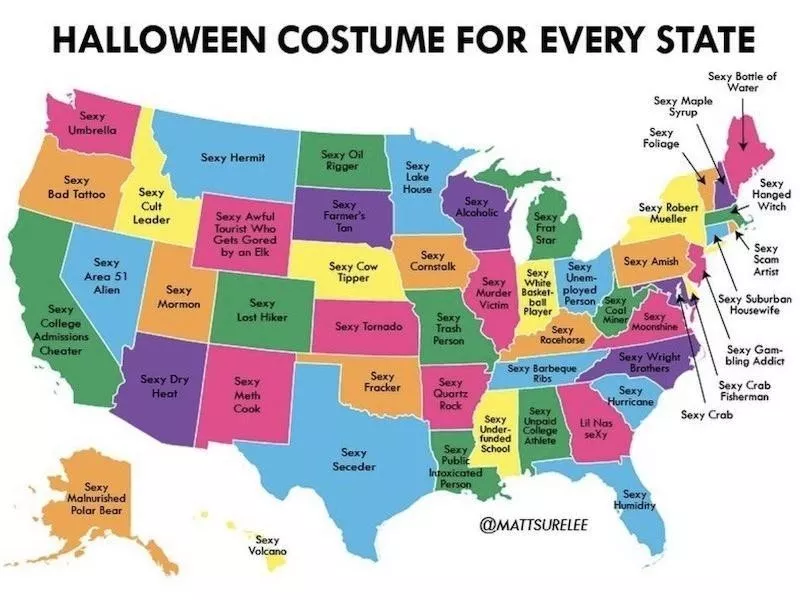 HALLOWEEN COSTUME FOR EVERY STATE
Sexy Bottle of
Water
Sexy Maple
Syrup
Sexy
Foliage
Sexy
Umbrella
Sexy Hermit
Sexy Oil
Rigger
Sexy
Lake
House
Sexy
Bad Tattoo
Sexy
Cult
Leader
Sexy Awful
Tourist Who
Gets Gored
by an Elk
Sexy
Farmer's
Tan
Sexy
Alcoholic
Sexy
Frat
Star
Sexy Robert
Mueller
Sexy
Hanged
Witch
Sexy
Scam
Artist
Sexy Suburban
Housewife
Sexy
Area 51
Alien
Sexy
Mormon
Sexy Cow
Tipper
Sexy
Cornstalk
Sexy
Murder
Victim
Sexy
White
Basket-
ball
Player
Sexy
Unem-
ployed
Person
Sexy Amish
Sexy
College
Admissions
Cheater
Sexy
Lost Hiker
Sexy Tornado
Sexy
Trash
Person
Sexy
Coal
Miner
Sexy
Moonshine
Sexy
Racehorse
Sexy Gam-
bling Addict
Sexy Crab
Fisherman
Sexy Crab
Sexy Dry
Heat
Sexy
Meth
Cook
Sexy
Fracker
Sexy
Quartz
Rock
Sexy Barbeque
Ribs
Sexy Wright
Brothers
Sexy
Hurricane
Sexy
Seceder
Sexy
Public
Intoxicated
Person
Sexy
Under-
funded
School
Sexy
Unpaid
College
Athlete
Lil Nas
seXy
Sexy
Humidity
Sexy
Malnurished
Polar Bear
Sexy
Volcano
@MATTSURELEE